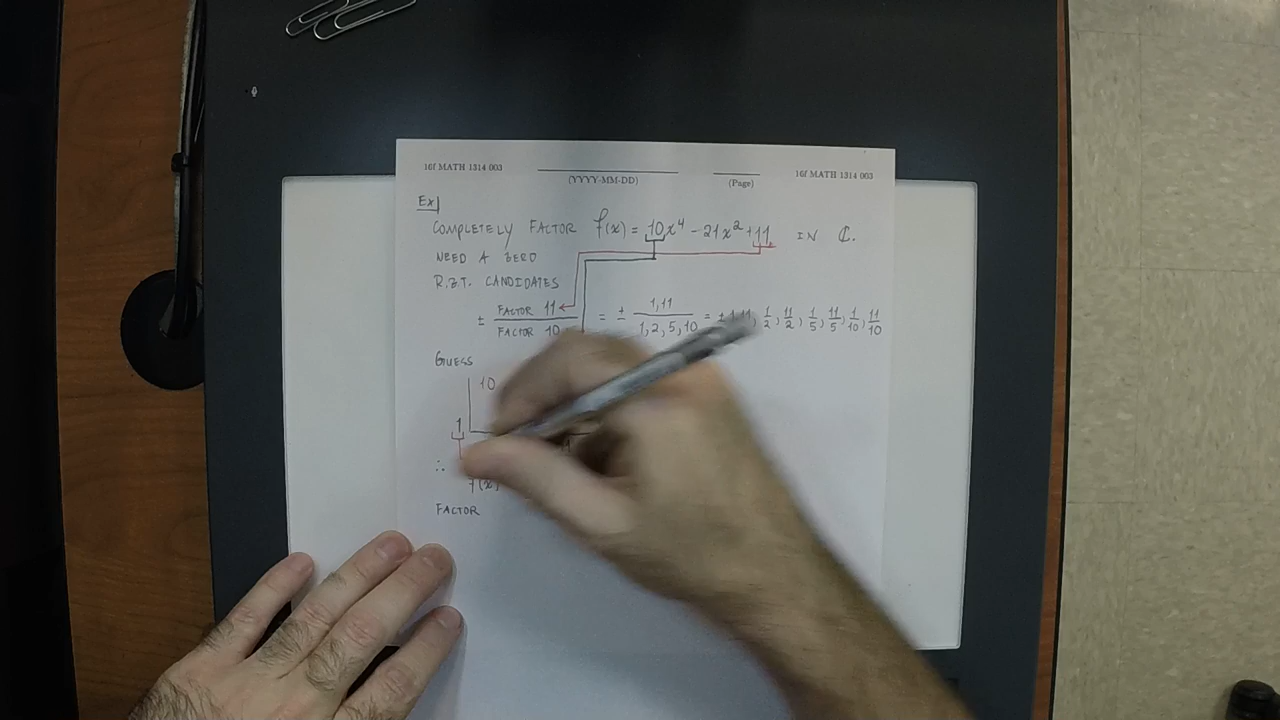 16f MATH 1314 003 (YYYY-MM-DD) (Page) 16f MATH 1314 003
Ex
COMPLETELY FACTOR f(x) = 10x⁴ − 21x² + 11 IN ℂ.
NEED A ZERO
R.Z.T. CANDIDATES
± FACTOR 11 / FACTOR 10 = ± 1, 11 / 1, 2, 5, 10 = ± 1, 11, 1/2, 11/2, 1/5, 11/5, 1/10, 11/10
GUESS
10
1
∴
f(x)
FACTOR